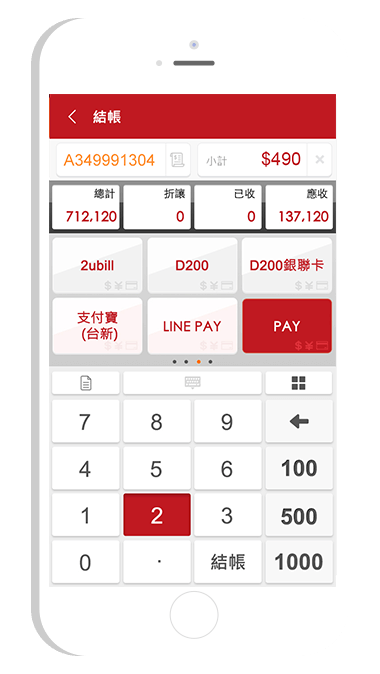 結帳
A349991304 小計 $490 ×
總計 折讓 已收 應收
712,120 0 0 137,120
2ubill D200 D200銀聯卡
支付寶 LINE PAY PAY
(台新)
7 8 9
4 5 6 100
1 2 3 500
0 . 結帳 1000